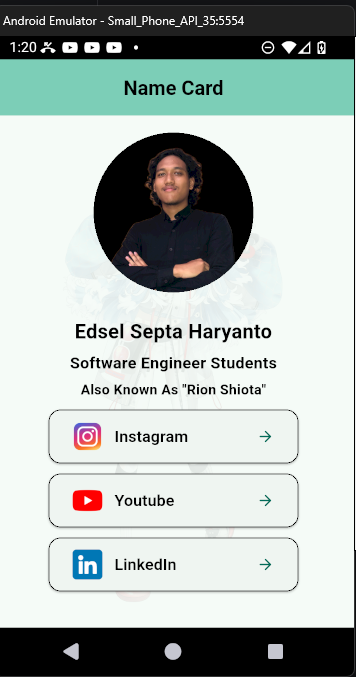 Android Emulator - Small_Phone_API_35:5554
1:20
Name Card
Edsel Septa Haryanto
Software Engineer Students
Also Known As "Rion Shiota"
Instagram
Youtube
in LinkedIn